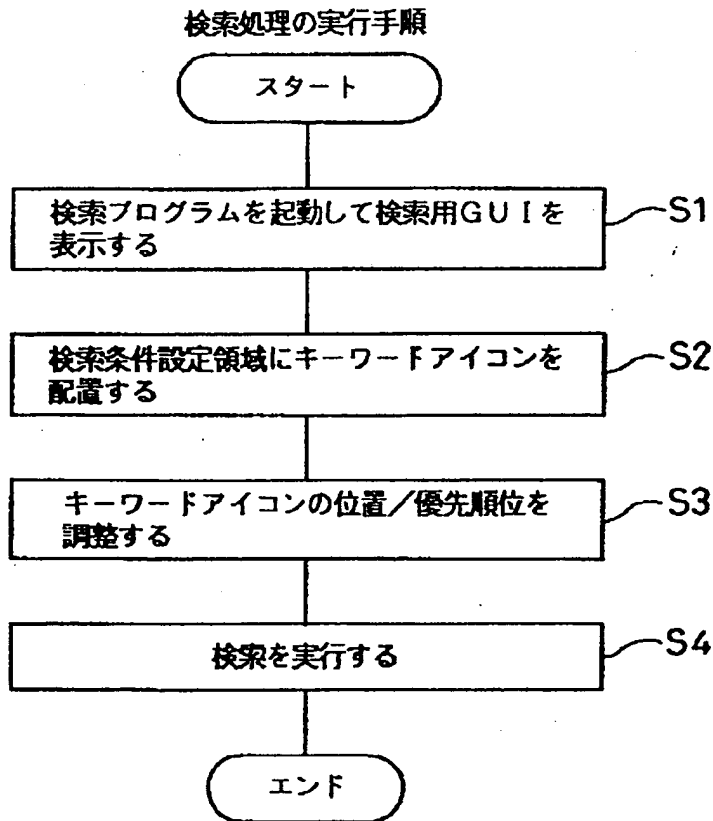 検索処理の実行手順
スタート
検索プログラムを起動して検索用GUIを
表示する
S1
検索条件設定領域にキーワードアイコンを
配置する
S2
キーワードアイコンの位置／優先順位を
調整する
S3
検索を実行する
S4
エンド